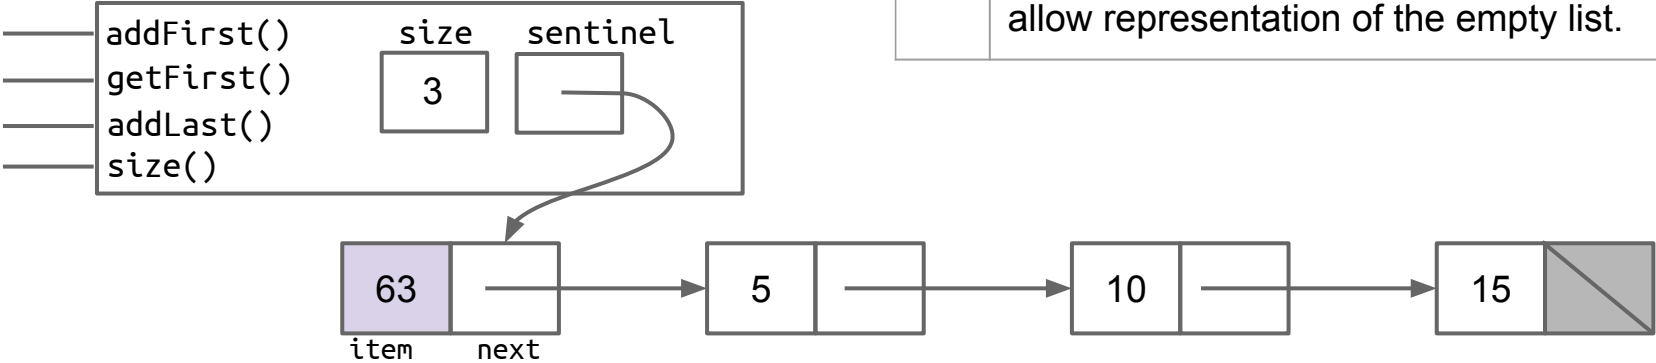 allow representation of the empty list.
addFirst()
getFirst()
addLast()
size()
size sentinel
3
63 5 10 15
item next